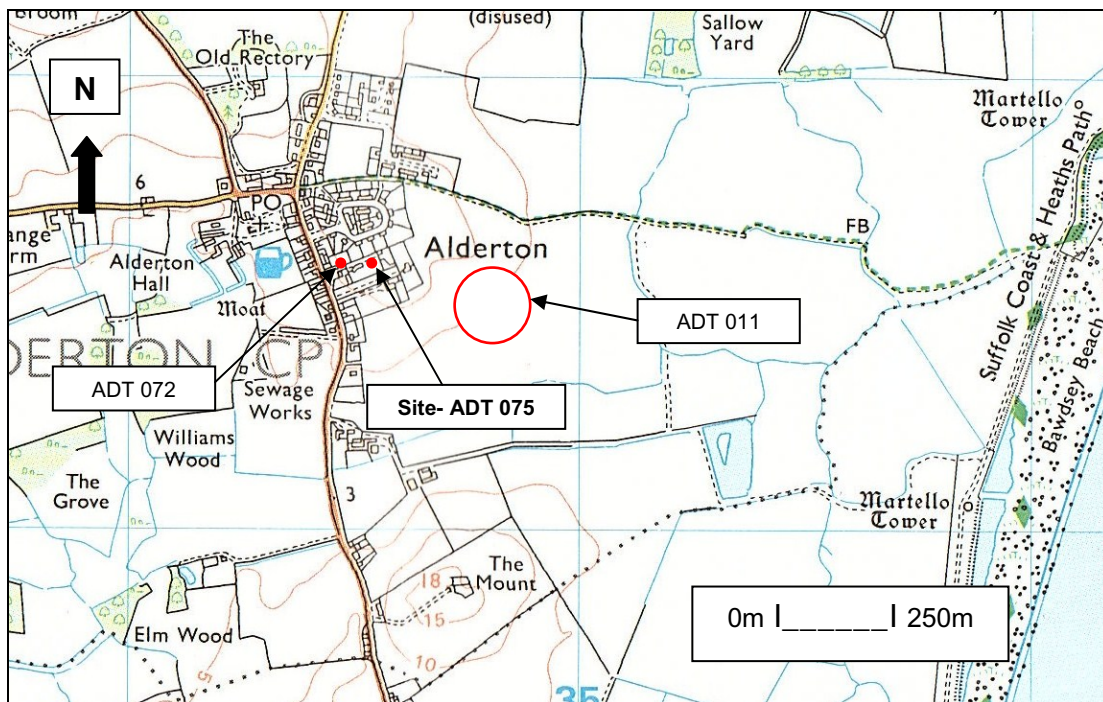 Broom
(disused)
Sallow
Yard
The
Old Rectory
N
Martello
Tower
6
PO
FB
ange
rm
Alderton
Alderton
Hall
Moat
ADT 011
Suffolk Coast & Heaths Path
DERTON CP
ADT 072
Site- ADT 075
Sewage
Works
Bawdsey Beach
Williams
Wood
The
Grove
3
Martello
Tower
The
Mount
18
15
Elm Wood
10
5
0m I______I 250m
35